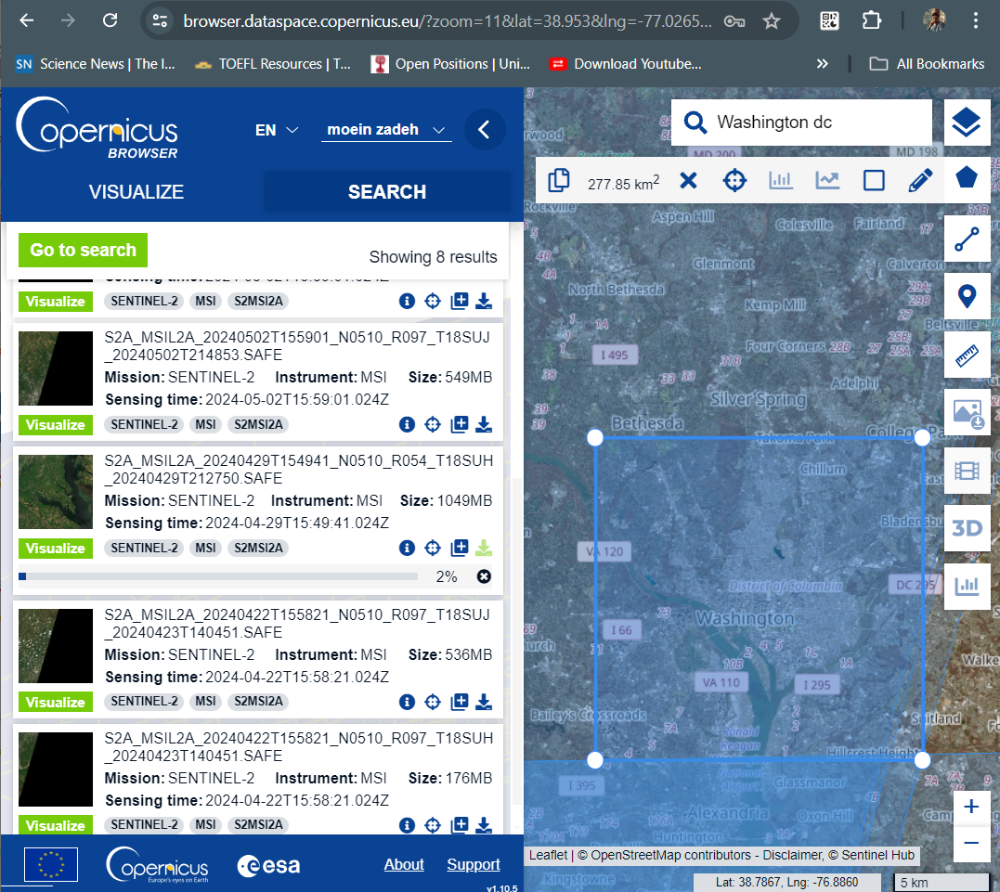 browser.dataspace.copernicus.eu/?zoom=11&lat=38.953&lng=-77.0265...
SN Science News | The I...
TOEFL Resources | T...
Open Positions | Uni...
Download Youtube...
»
All Bookmarks
Copernicus
BROWSER
EN
moein zadeh
VISUALIZE
SEARCH
Go to search
Showing 8 results
Visualize SENTINEL-2 MSI S2MSI2A
S2A_MSIL2A_20240502T155901_N0510_R097_T18SUJ
_20240502T214853.SAFE
Mission: SENTINEL-2 Instrument: MSI Size: 549MB
Sensing time: 2024-05-02T15:59:01.024Z
Visualize SENTINEL-2 MSI S2MSI2A
S2A_MSIL2A_20240429T154941_N0510_R054_T18SUH
_20240429T212750.SAFE
Mission: SENTINEL-2 Instrument: MSI Size: 1049MB
Sensing time: 2024-04-29T15:49:41.024Z
Visualize SENTINEL-2 MSI S2MSI2A
2%
S2A_MSIL2A_20240422T155821_N0510_R097_T18SUJ
_20240423T140451.SAFE
Mission: SENTINEL-2 Instrument: MSI Size: 536MB
Sensing time: 2024-04-22T15:58:21.024Z
Visualize SENTINEL-2 MSI S2MSI2A
S2A_MSIL2A_20240422T155821_N0510_R097_T18SUH
_20240423T140451.SAFE
Mission: SENTINEL-2 Instrument: MSI Size: 176MB
Sensing time: 2024-04-22T15:58:21.024Z
Visualize SENTINEL-2 MSI S2MSI2A
Copernicus
Europe's eyes on Earth
esa
About
Support
v1.10.5
Washington dc
MD 200
MD 198
277.85 km²
Rockville
Aspen Hill
Colesville
Fairland
Glenmont
Calverton
North Bethesda
Kemp Mill
Beltsville
I 495
Four Corners
28B
27
25A
Adelphi
Silver Spring
Bethesda
Takoma Park
College Pa
Chillum
Bladensbu
VA 120
District of Columbia
DC 295
Washington
I 66
VA 110
I 295
Walke
Bailey's Crossroads
Suitland
Ronald
Reagan
Hillcrest Heights
National
I 395
Glassmanor
Alexandria
Oxon Hill
Huntington
Kingstowne
3D
+
−
Leaflet | © OpenStreetMap contributors - Disclaimer, © Sentinel Hub
Lat: 38.7867, Lng: -76.8860
5 km